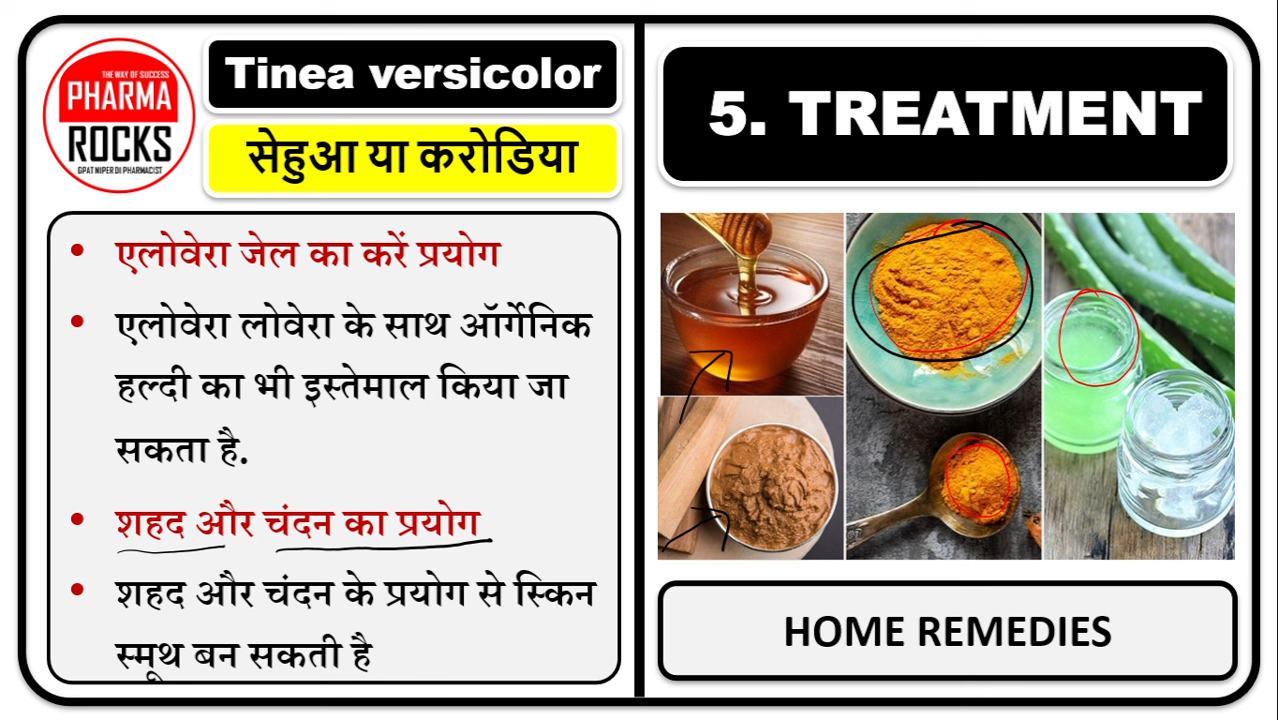 THE WAY OF SUCCESS
PHARMA
ROCKS
GPAT NIPER DI PHARMACIST
Tinea versicolor
सेहुआ या करोडिया
• एलोवेरा जेल का करें प्रयोग
• एलोवेरा लोवेरा के साथ ऑर्गेनिक
हल्दी का भी इस्तेमाल किया जा
सकता है.
• शहद और चंदन का प्रयोग
• शहद और चंदन के प्रयोग से स्किन
स्मूथ बन सकती है
5. TREATMENT
HOME REMEDIES